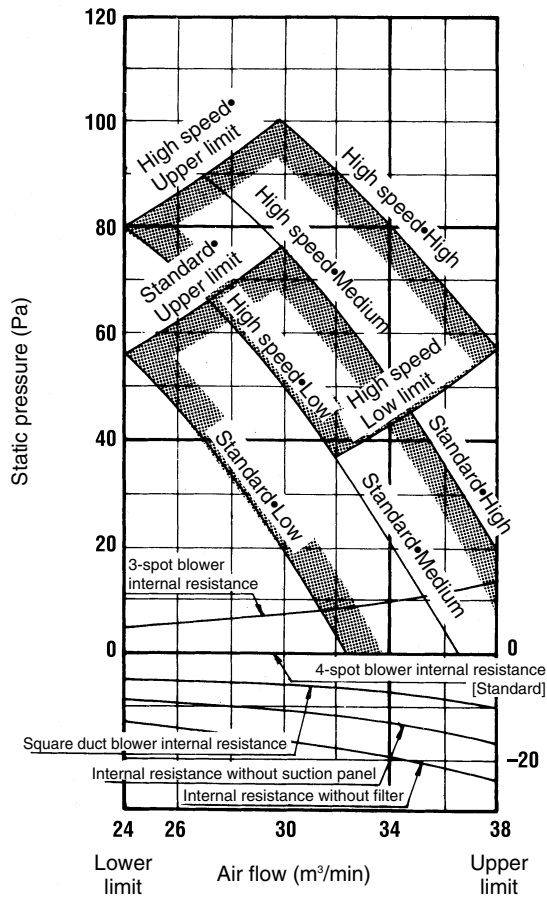 120
100
80
60
40
20
0
Static pressure (Pa)
High speed•
Upper limit
High speed•High
High speed•Medium
Standard•
Upper limit
High speed•Low
High speed
Low limit
Standard•High
Standard•Low
Standard•Medium
3-spot blower
internal resistance
0
4-spot blower internal resistance
[Standard]
Square duct blower internal resistance
Internal resistance without suction panel
Internal resistance without filter
−20
24 26 30 34 38
Lower
limit
Air flow (m³/min)
Upper
limit